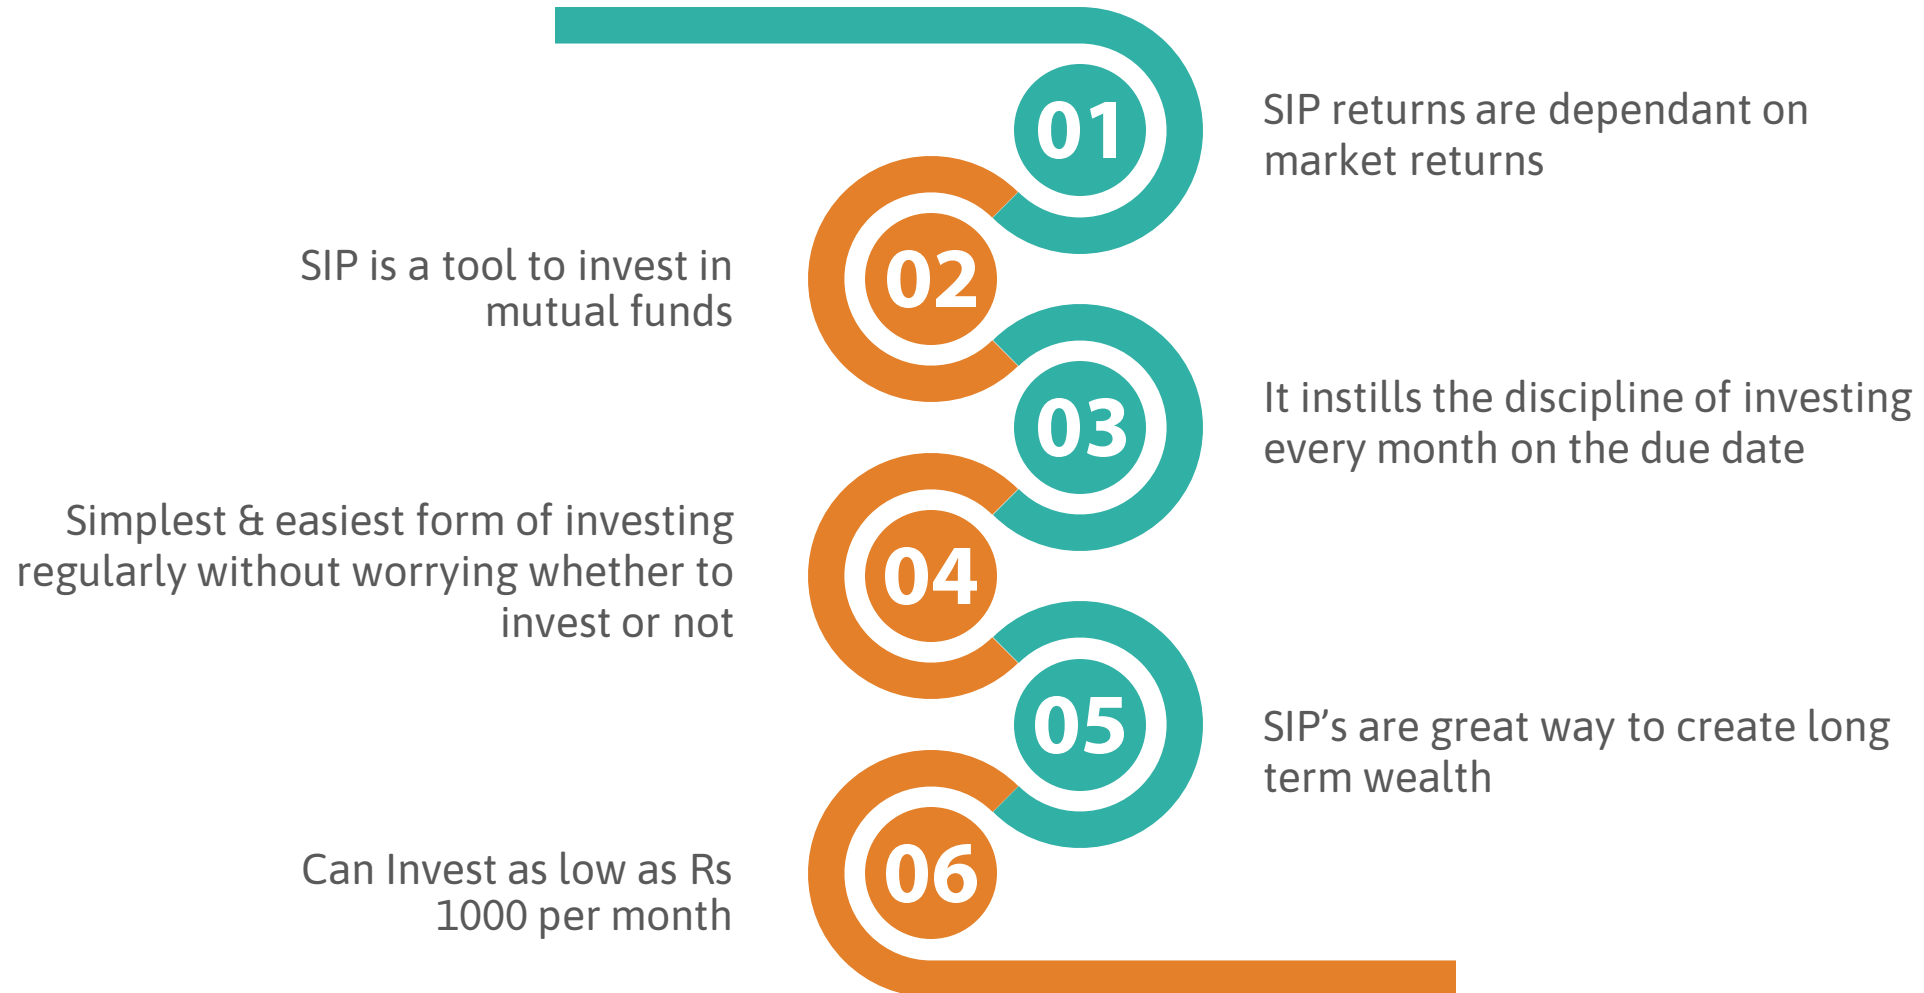 01
SIP returns are dependant on
market returns
02
SIP is a tool to invest in
mutual funds
03
It instills the discipline of investing
every month on the due date
04
Simplest & easiest form of investing
regularly without worrying whether to
invest or not
05
SIP’s are great way to create long
term wealth
06
Can Invest as low as Rs
1000 per month